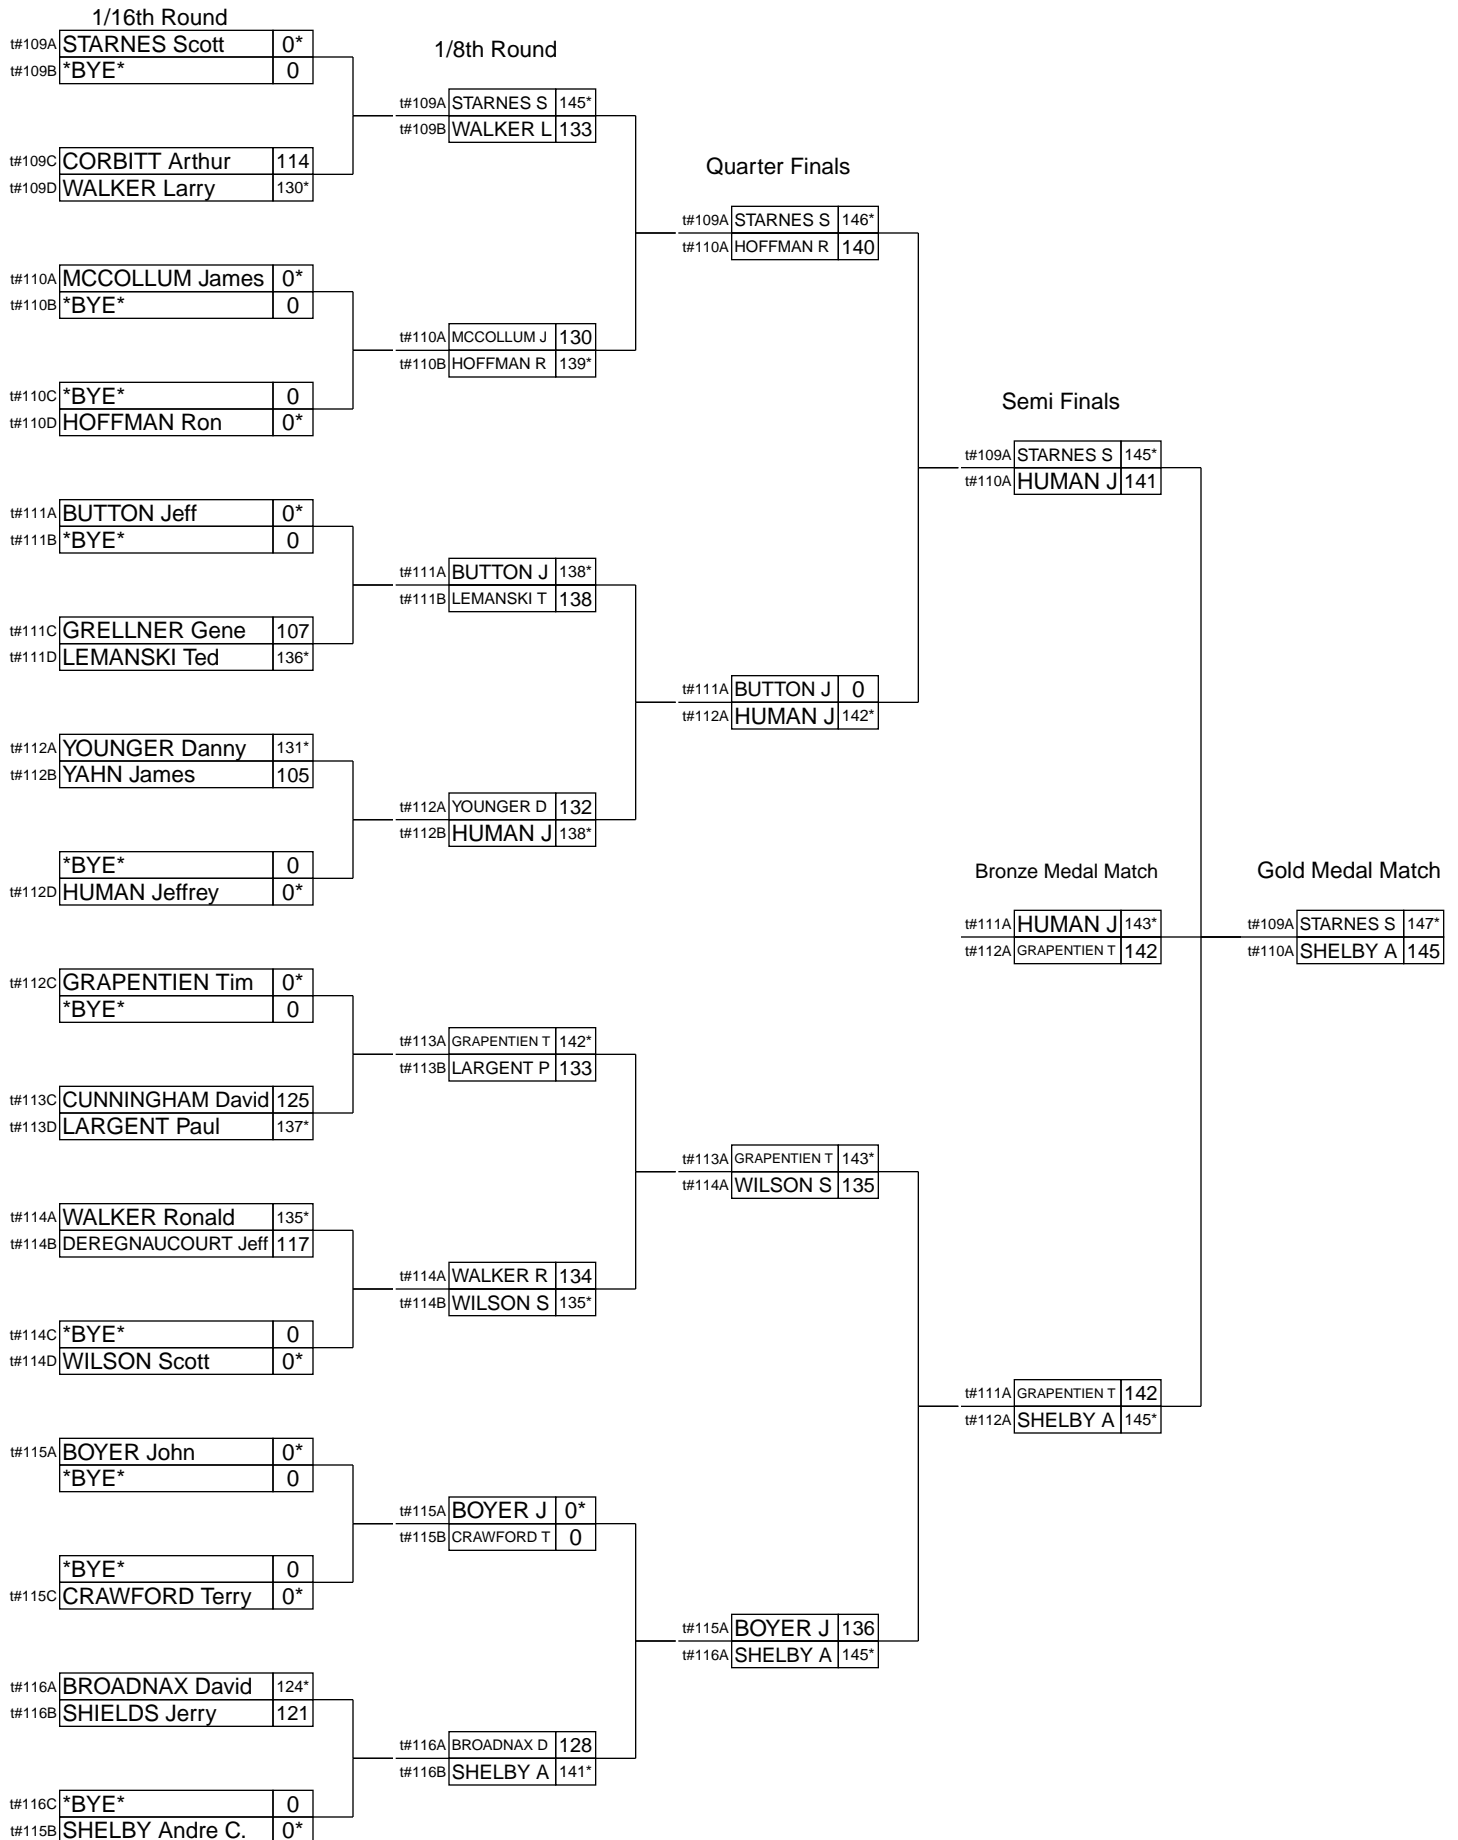 1/16th Round
t#109A STARNES Scott 0*
t#109B *BYE* 0
t#109C CORBITT Arthur 114
t#109D WALKER Larry 130*
t#110A MCCOLLUM James 0*
t#110B *BYE* 0
t#110C *BYE* 0
t#110D HOFFMAN Ron 0*
t#111A BUTTON Jeff 0*
t#111B *BYE* 0
t#111C GRELLNER Gene 107
t#111D LEMANSKI Ted 136*
t#112A YOUNGER Danny 131*
t#112B YAHN James 105
*BYE* 0
t#112D HUMAN Jeffrey 0*
t#112C GRAPENTIEN Tim 0*
*BYE* 0
t#113C CUNNINGHAM David 125
t#113D LARGENT Paul 137*
t#114A WALKER Ronald 135*
t#114B DEREGNAUCOURT Jeff 117
t#114C *BYE* 0
t#114D WILSON Scott 0*
t#115A BOYER John 0*
*BYE* 0
*BYE* 0
t#115C CRAWFORD Terry 0*
t#116A BROADNAX David 124*
t#116B SHIELDS Jerry 121
t#116C *BYE* 0
t#115B SHELBY Andre C. 0*
1/8th Round
t#109A STARNES S 145*
t#109B WALKER L 133
t#110A MCCOLLUM J 130
t#110B HOFFMAN R 139*
t#111A BUTTON J 138*
t#111B LEMANSKI T 138
t#112A YOUNGER D 132
t#112B HUMAN J 138*
t#113A GRAPENTIEN T 142*
t#113B LARGENT P 133
t#114A WALKER R 134
t#114B WILSON S 135*
t#115A BOYER J 0*
t#115B CRAWFORD T 0
t#116A BROADNAX D 128
t#116B SHELBY A 141*
Quarter Finals
t#109A STARNES S 146*
t#110A HOFFMAN R 140
t#111A BUTTON J 0
t#112A HUMAN J 142*
t#113A GRAPENTIEN T 143*
t#114A WILSON S 135
t#115A BOYER J 136
t#116A SHELBY A 145*
Semi Finals
t#109A STARNES S 145*
t#110A HUMAN J 141
t#111A GRAPENTIEN T 142
t#112A SHELBY A 145*
Bronze Medal Match
t#111A HUMAN J 143*
t#112A GRAPENTIEN T 142
Gold Medal Match
t#109A STARNES S 147*
t#110A SHELBY A 145